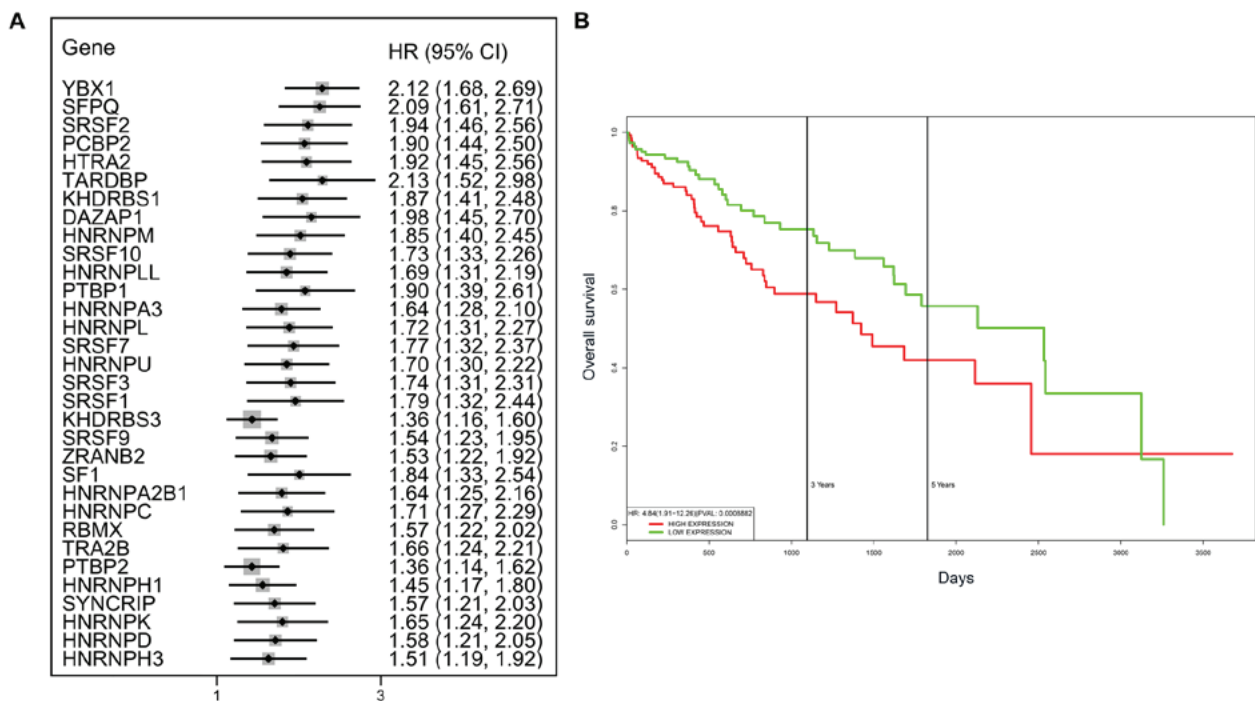 A
Gene HR (95% CI)
YBX1 2.12 (1.68, 2.69)
SFPQ 2.09 (1.61, 2.71)
SRSF2 1.94 (1.46, 2.56)
PCBP2 1.90 (1.44, 2.50)
HTRA2 1.92 (1.45, 2.56)
TARDBP 2.13 (1.52, 2.98)
KHDRBS1 1.87 (1.41, 2.48)
DAZAP1 1.98 (1.45, 2.70)
HNRNPM 1.85 (1.40, 2.45)
SRSF10 1.73 (1.33, 2.26)
HNRNPLL 1.69 (1.31, 2.19)
PTBP1 1.90 (1.39, 2.61)
HNRNPA3 1.64 (1.28, 2.10)
HNRNPL 1.72 (1.31, 2.27)
SRSF7 1.77 (1.32, 2.37)
HNRNPU 1.70 (1.30, 2.22)
SRSF3 1.74 (1.31, 2.31)
SRSF1 1.79 (1.32, 2.44)
KHDRBS3 1.36 (1.16, 1.60)
SRSF9 1.54 (1.23, 1.95)
ZRANB2 1.53 (1.22, 1.92)
SF1 1.84 (1.33, 2.54)
HNRNPA2B1 1.64 (1.25, 2.16)
HNRNPC 1.71 (1.27, 2.29)
RBMX 1.57 (1.22, 2.02)
TRA2B 1.66 (1.24, 2.21)
PTBP2 1.36 (1.14, 1.62)
HNRNPH1 1.45 (1.17, 1.80)
SYNCRIP 1.57 (1.21, 2.03)
HNRNPK 1.65 (1.24, 2.20)
HNRNPD 1.58 (1.21, 2.05)
HNRNPH3 1.51 (1.19, 1.92)
1 3
B
Overall survival
1.0
0.8
0.6
0.4
0.2
0.0
3 Years 5 Years
HR: 4.84(1.91-12.26)|PVAL: 0.0008882
HIGH EXPRESSION
LOW EXPRESSION
0 500 1000 1500 2000 2500 3000 3500
Days